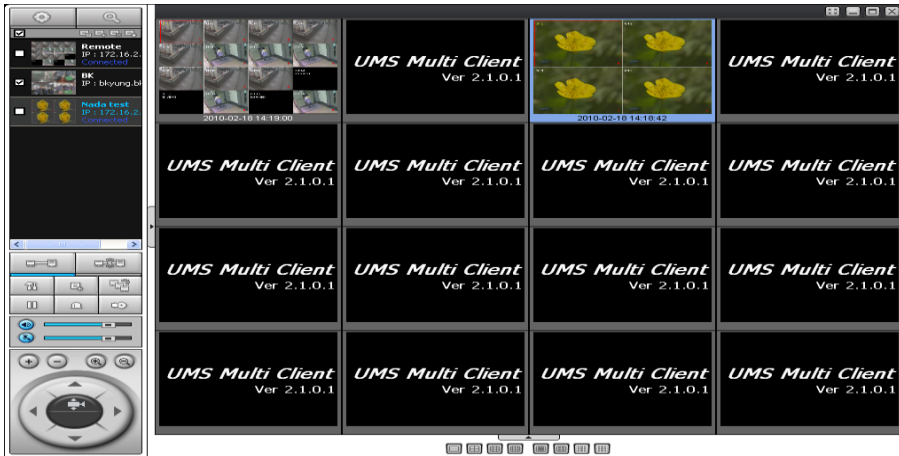 Remote
IP : 172.16.2.
Connected
BK
IP : bkyung.bl
Nada test
IP : 172.16.2.
Connected
2010-02-18 14:19:00
UMS Multi Client
Ver 2.1.0.1
2010-02-18 14:18:42
UMS Multi Client
Ver 2.1.0.1
UMS Multi Client
Ver 2.1.0.1
UMS Multi Client
Ver 2.1.0.1
UMS Multi Client
Ver 2.1.0.1
UMS Multi Client
Ver 2.1.0.1
UMS Multi Client
Ver 2.1.0.1
UMS Multi Client
Ver 2.1.0.1
UMS Multi Client
Ver 2.1.0.1
UMS Multi Client
Ver 2.1.0.1
UMS Multi Client
Ver 2.1.0.1
UMS Multi Client
Ver 2.1.0.1
UMS Multi Client
Ver 2.1.0.1
UMS Multi Client
Ver 2.1.0.1